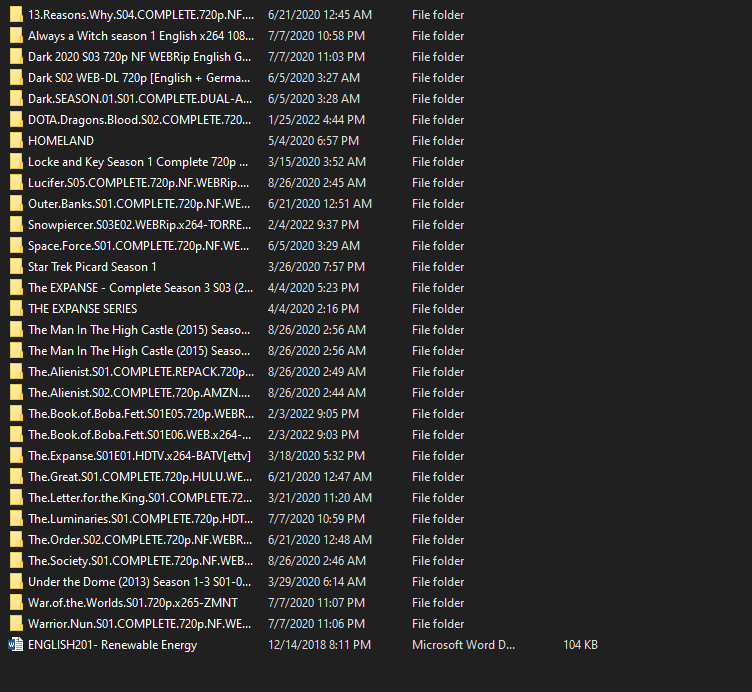 13.Reasons.Why.S04.COMPLETE.720p.NF.... 6/21/2020 12:45 AM File folder
Always a Witch season 1 English x264 108... 7/7/2020 10:58 PM File folder
Dark 2020 S03 720p NF WEBRip English G... 7/7/2020 11:03 PM File folder
Dark S02 WEB-DL 720p [English + Germa... 6/5/2020 3:27 AM File folder
Dark.SEASON.01.S01.COMPLETE.DUAL-A... 6/5/2020 3:28 AM File folder
DOTA.Dragons.Blood.S02.COMPLETE.720... 1/25/2022 4:44 PM File folder
HOMELAND 5/4/2020 6:57 PM File folder
Locke and Key Season 1 Complete 720p ... 3/15/2020 3:52 AM File folder
Lucifer.S05.COMPLETE.720p.NF.WEBRip.... 8/26/2020 2:45 AM File folder
Outer.Banks.S01.COMPLETE.720p.NF.WE... 6/21/2020 12:51 AM File folder
Snowpiercer.S03E02.WEBRip.x264-TORRE... 2/4/2022 9:37 PM File folder
Space.Force.S01.COMPLETE.720p.NF.WE... 6/5/2020 3:29 AM File folder
Star Trek Picard Season 1 3/26/2020 7:57 PM File folder
The EXPANSE - Complete Season 3 S03 (2... 4/4/2020 5:23 PM File folder
THE EXPANSE SERIES 4/4/2020 2:16 PM File folder
The Man In The High Castle (2015) Seaso... 8/26/2020 2:56 AM File folder
The Man In The High Castle (2015) Seaso... 8/26/2020 2:56 AM File folder
The.Alienist.S01.COMPLETE.REPACK.720p... 8/26/2020 2:49 AM File folder
The.Alienist.S02.COMPLETE.720p.AMZN.... 8/26/2020 2:44 AM File folder
The.Book.of.Boba.Fett.S01E05.720p.WEBR... 2/3/2022 9:05 PM File folder
The.Book.of.Boba.Fett.S01E06.WEB.x264-... 2/3/2022 9:03 PM File folder
The.Expanse.S01E01.HDTV.x264-BATV[ettv] 3/18/2020 5:32 PM File folder
The.Great.S01.COMPLETE.720p.HULU.WE... 6/21/2020 12:47 AM File folder
The.Letter.for.the.King.S01.COMPLETE.72... 3/21/2020 11:20 AM File folder
The.Luminaries.S01.COMPLETE.720p.HDT... 7/7/2020 10:59 PM File folder
The.Order.S02.COMPLETE.720p.NF.WEBR... 6/21/2020 12:48 AM File folder
The.Society.S01.COMPLETE.720p.NF.WEB... 8/26/2020 2:46 AM File folder
Under the Dome (2013) Season 1-3 S01-0... 3/29/2020 6:14 AM File folder
War.of.the.Worlds.S01.720p.x265-ZMNT 7/7/2020 11:07 PM File folder
Warrior.Nun.S01.COMPLETE.720p.NF.WE... 7/7/2020 11:06 PM File folder
ENGLISH201- Renewable Energy 12/14/2018 8:11 PM Microsoft Word D... 104 KB